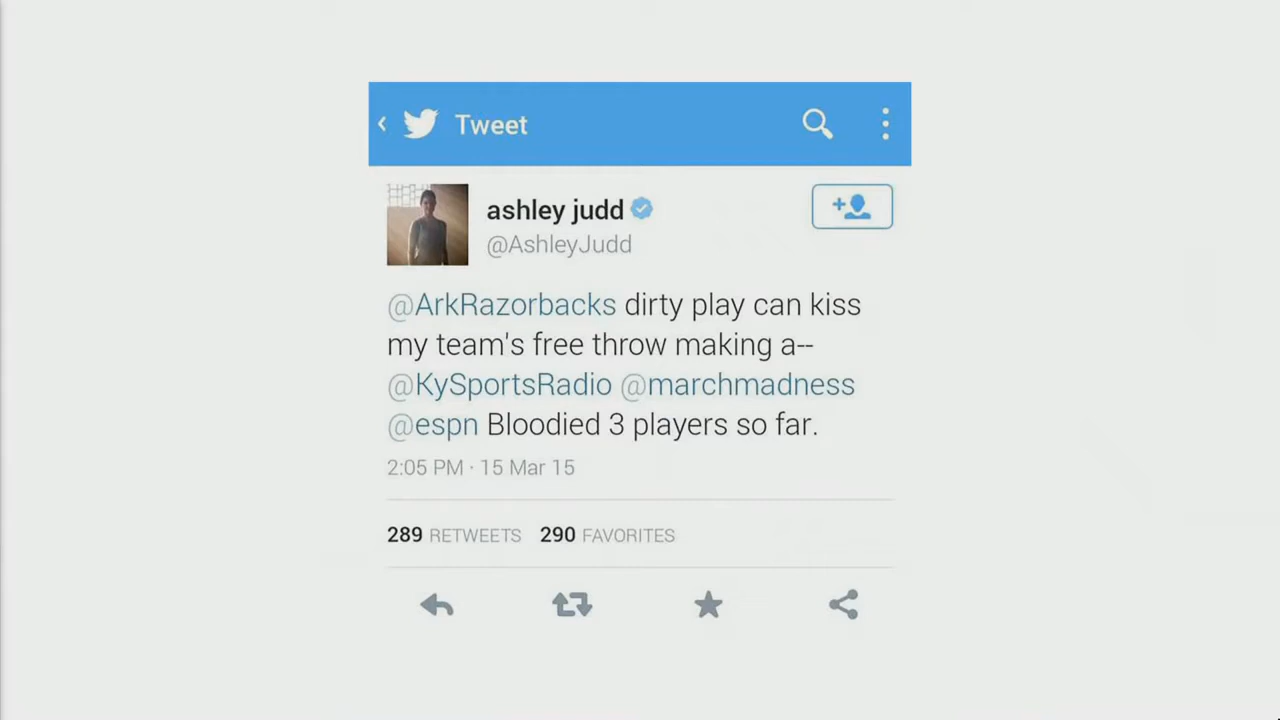 Tweet
ashley judd
@AshleyJudd
@ArkRazorbacks dirty play can kiss
my team's free throw making a--
@KySportsRadio @marchmadness
@espn Bloodied 3 players so far.
2:05 PM · 15 Mar 15
289 RETWEETS 290 FAVORITES